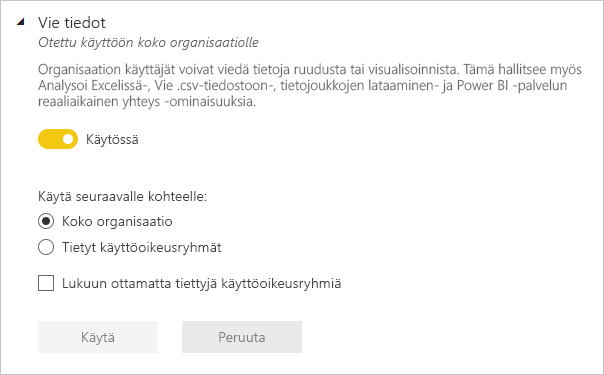 Vie tiedot
Otettu käyttöön koko organisaatiolle
Organisaation käyttäjät voivat viedä tietoja ruudusta tai visualisoinnista. Tämä hallitsee myös
Analysoi Excelissä-, Vie .csv-tiedostoon-, tietojoukkojen lataaminen- ja Power BI -palvelun
reaaliaikainen yhteys -ominaisuuksia.
Käytössä
Käytä seuraavalle kohteelle:
Koko organisaatio
Tietyt käyttöoikeusryhmät
Lukuun ottamatta tiettyjä käyttöoikeusryhmiä
Käytä Peruuta